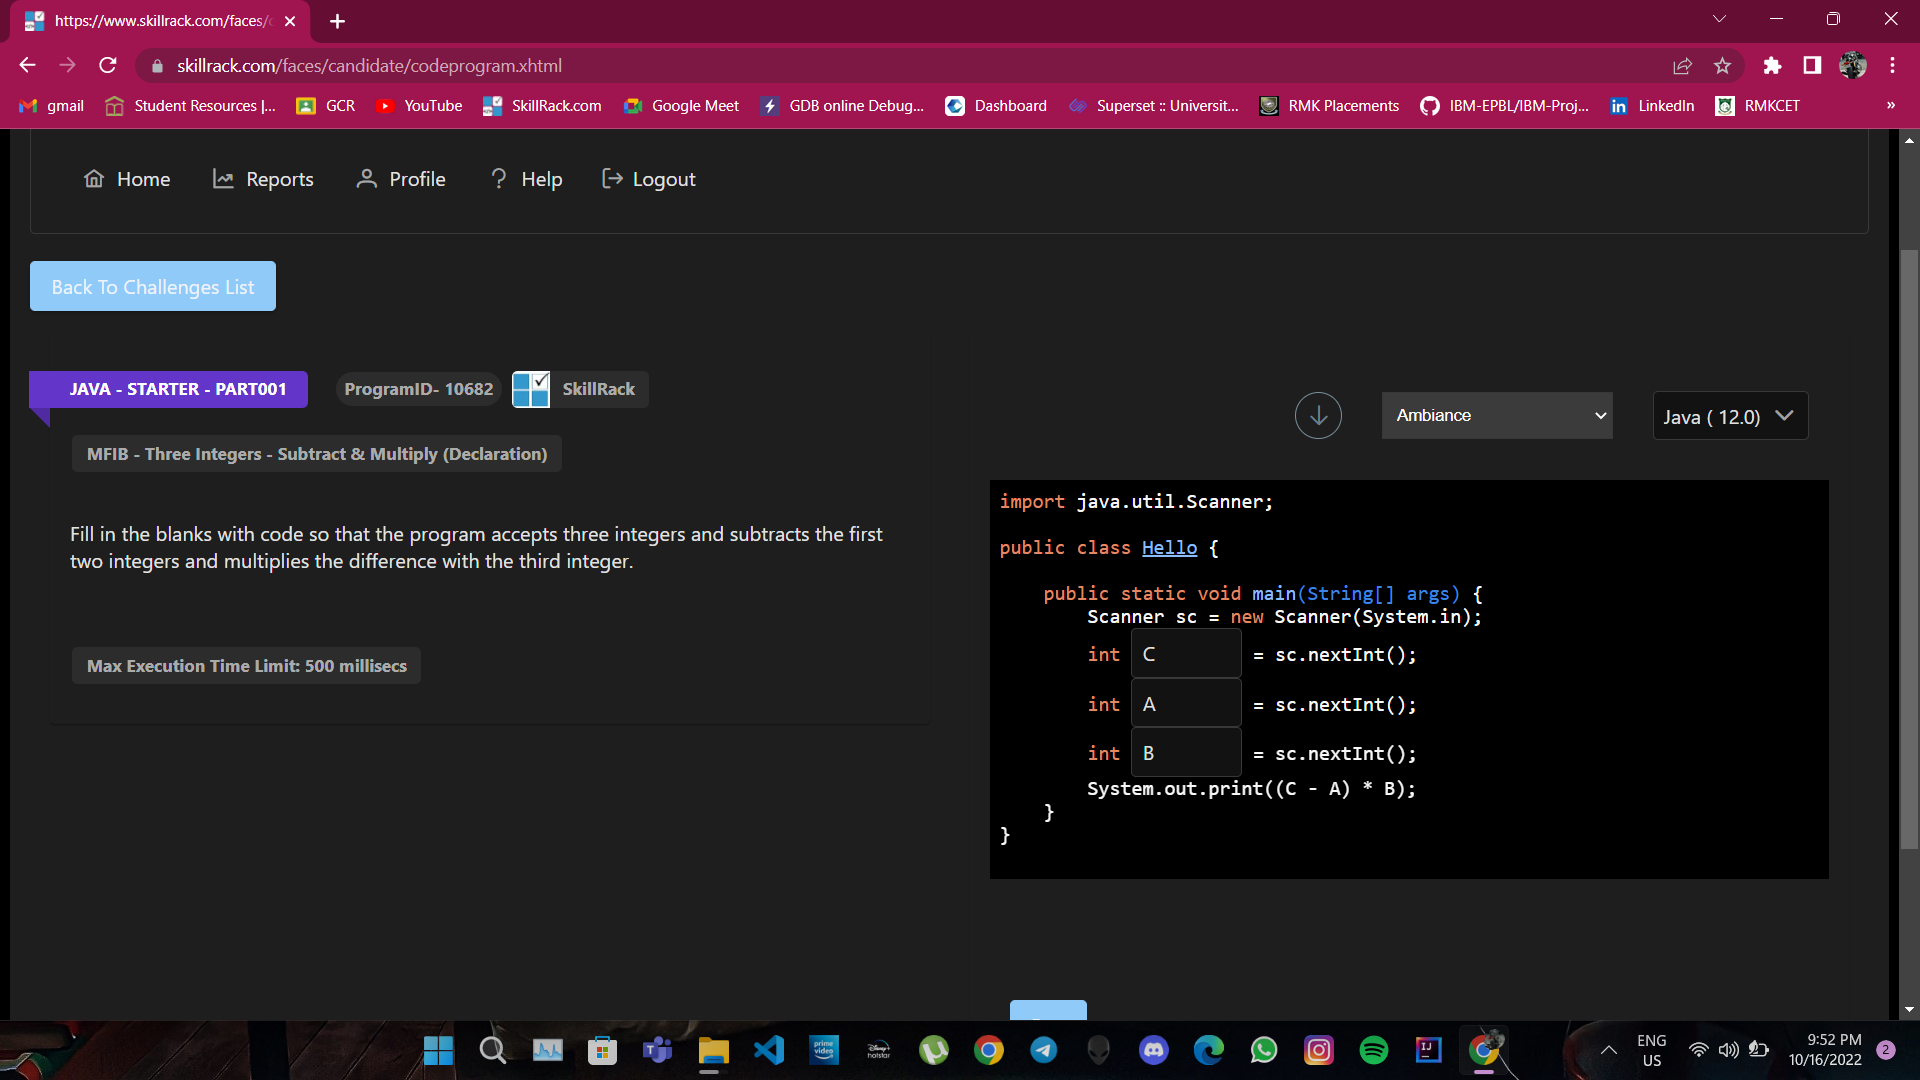 https://www.skillrack.com/faces/c
skillrack.com/faces/candidate/codeprogram.xhtml
gmail Student Resources |... GCR YouTube SkillRack.com Google Meet GDB online Debug... Dashboard Superset :: Universit... RMK Placements IBM-EPBL/IBM-Proj... LinkedIn RMKCET »
Home Reports Profile Help Logout
Back To Challenges List
JAVA - STARTER - PART001 ProgramID- 10682 SkillRack
MFIB - Three Integers - Subtract & Multiply (Declaration)
Fill in the blanks with code so that the program accepts three integers and subtracts the first
two integers and multiplies the difference with the third integer.
Max Execution Time Limit: 500 millisecs
Ambiance Java ( 12.0)
import java.util.Scanner;
public class Hello {
public static void main(String[] args) {
Scanner sc = new Scanner(System.in);
int C = sc.nextInt();
int A = sc.nextInt();
int B = sc.nextInt();
System.out.print((C - A) * B);
}
}
prime video
hotstar
IJ
ENG
US
9:52 PM
10/16/2022
2